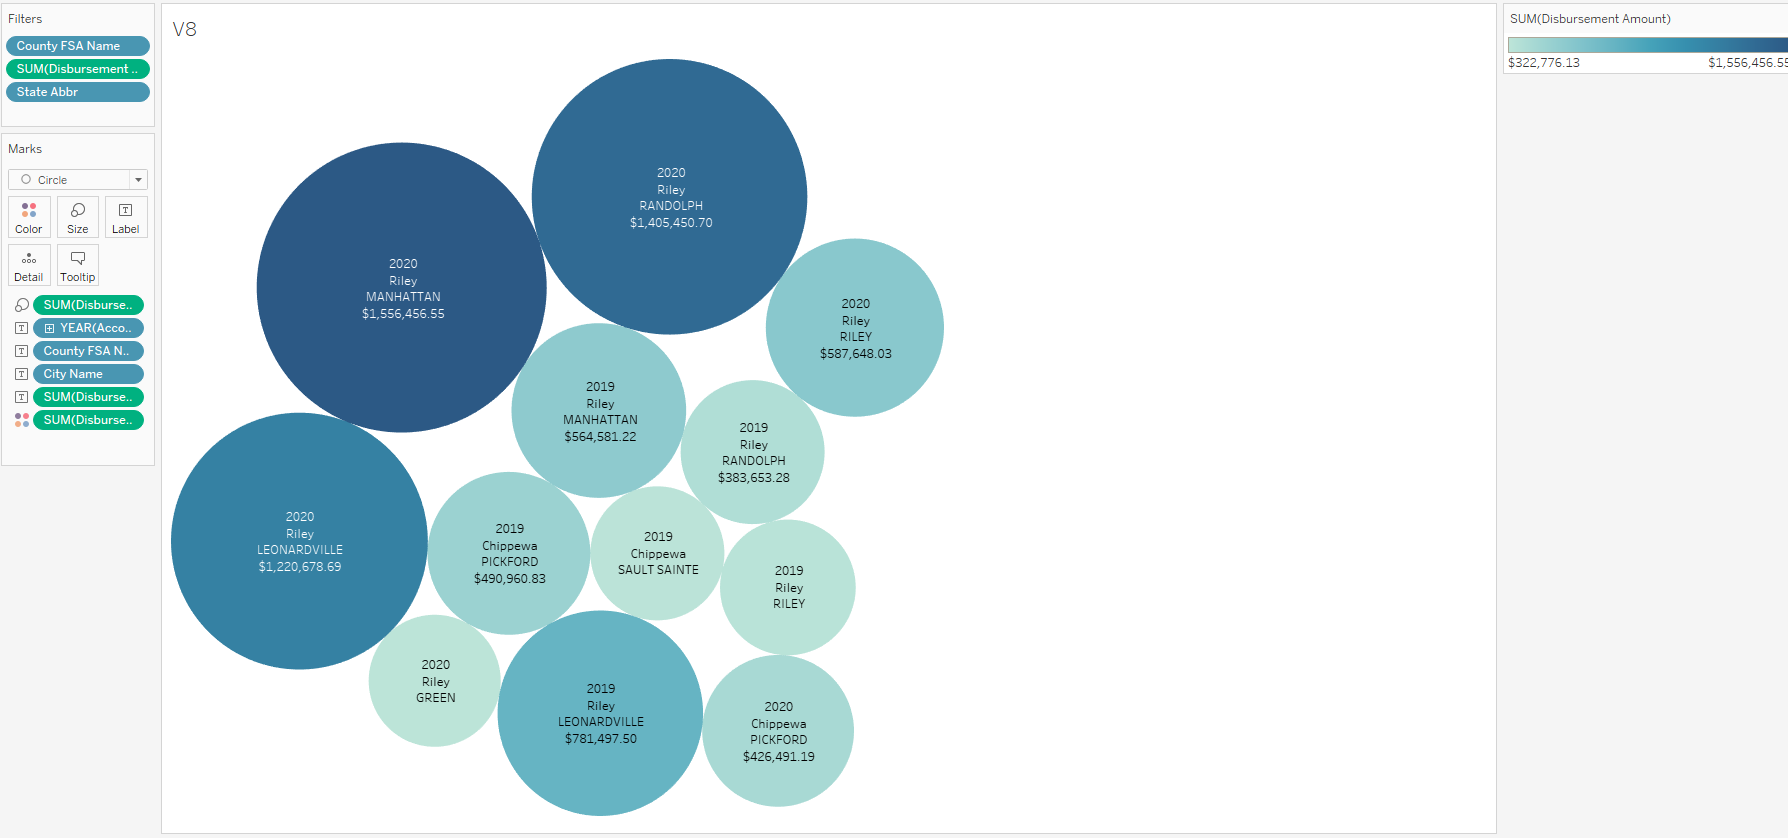 Filters
County FSA Name
SUM(Disbursement ..
State Abbr
Marks
Circle
Color
Size
Label
Detail
Tooltip
SUM(Disburse..
YEAR(Acco..
County FSA N..
City Name
SUM(Disburse..
SUM(Disburse..
V8
2020
Riley
RANDOLPH
$1,405,450.70
2020
Riley
MANHATTAN
$1,556,456.55
2020
Riley
RILEY
$587,648.03
2019
Riley
MANHATTAN
$564,581.22
2019
Riley
RANDOLPH
$383,653.28
2020
Riley
LEONARDVILLE
$1,220,678.69
2019
Chippewa
PICKFORD
$490,960.83
2019
Chippewa
SAULT SAINTE
2019
Riley
RILEY
2020
Riley
GREEN
2019
Riley
LEONARDVILLE
$781,497.50
2020
Chippewa
PICKFORD
$426,491.19
SUM(Disbursement Amount)
$322,776.13
$1,556,456.55